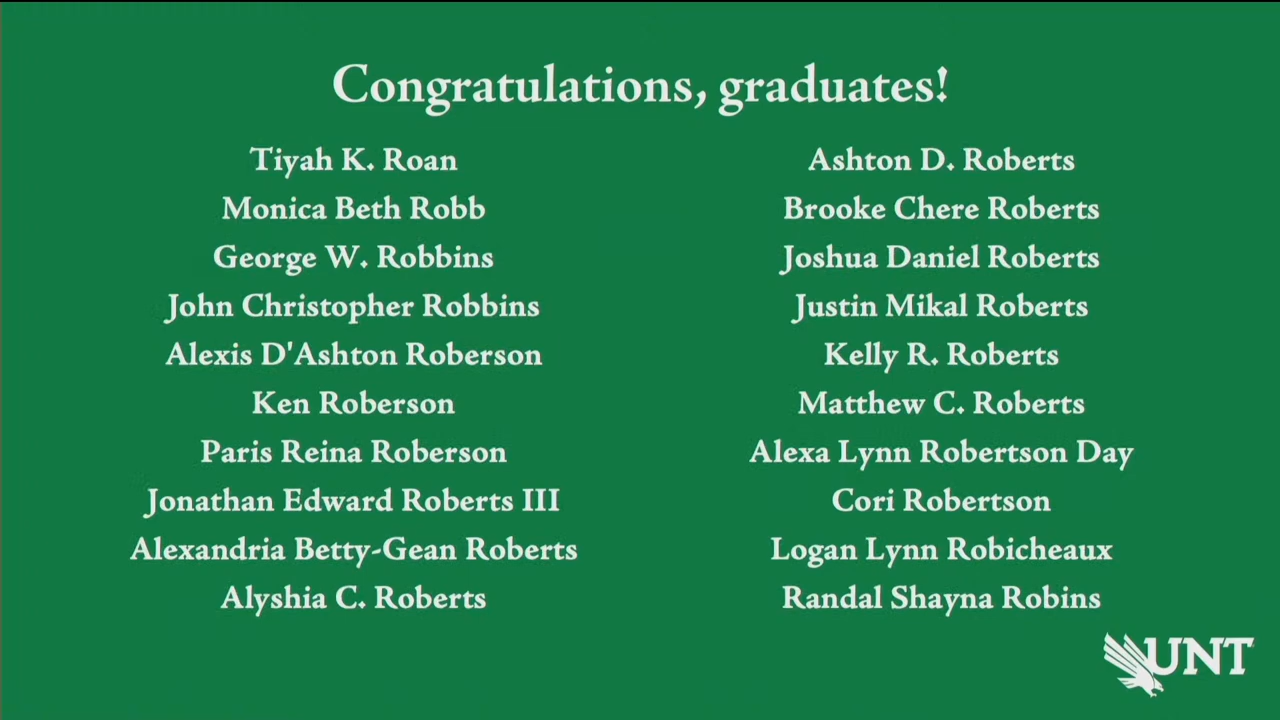 Congratulations, graduates!
Tiyah K. Roan
Monica Beth Robb
George W. Robbins
John Christopher Robbins
Alexis D'Ashton Roberson
Ken Roberson
Paris Reina Roberson
Jonathan Edward Roberts III
Alexandria Betty-Gean Roberts
Alyshia C. Roberts
Ashton D. Roberts
Brooke Chere Roberts
Joshua Daniel Roberts
Justin Mikal Roberts
Kelly R. Roberts
Matthew C. Roberts
Alexa Lynn Robertson Day
Cori Robertson
Logan Lynn Robicheaux
Randal Shayna Robins
UNT